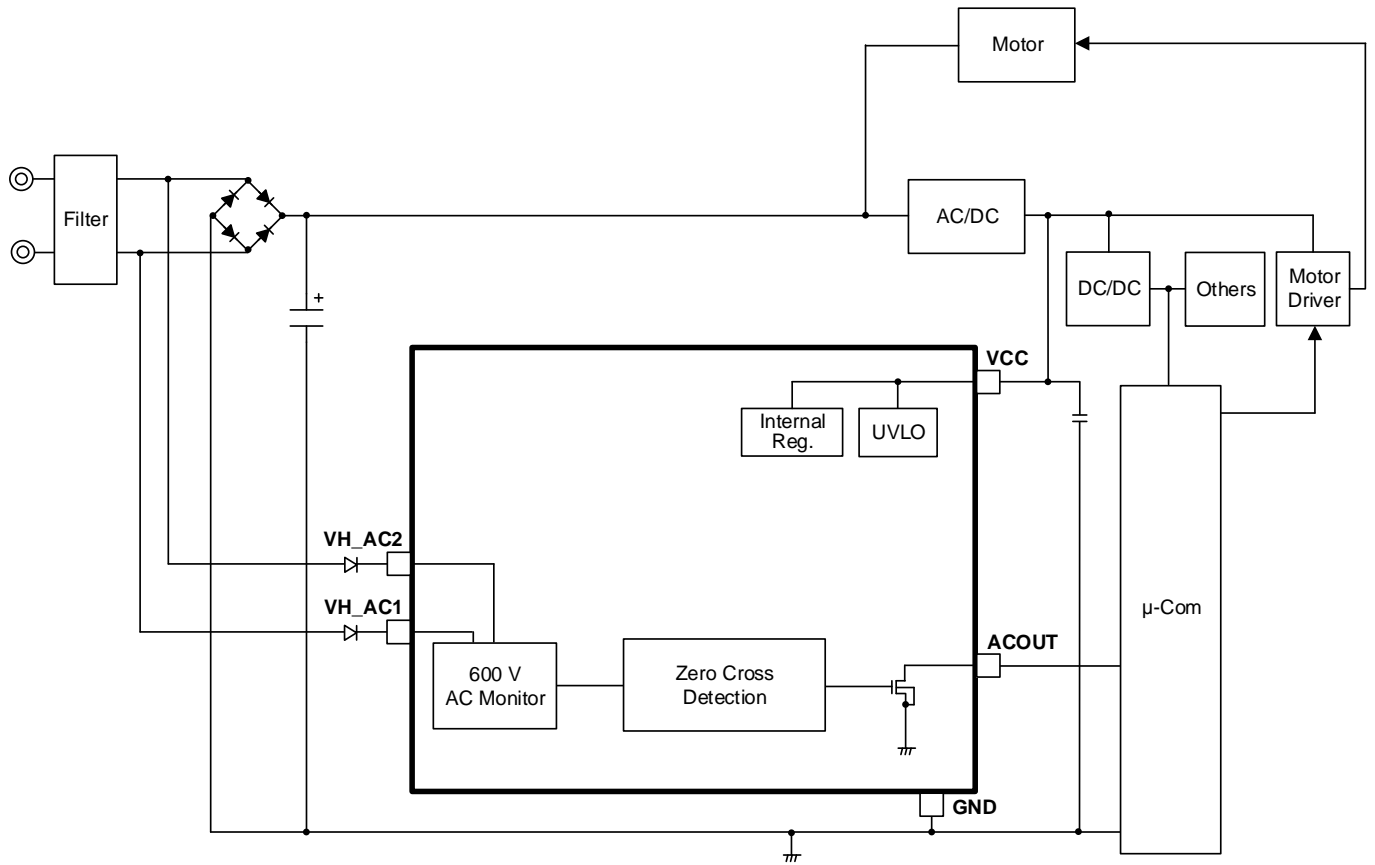 Motor
Filter
AC/DC
DC/DC
Others
Motor
Driver
+
VCC
Internal
Reg.
UVLO
VH_AC2
VH_AC1
µ-Com
600 V
AC Monitor
Zero Cross
Detection
ACOUT
GND